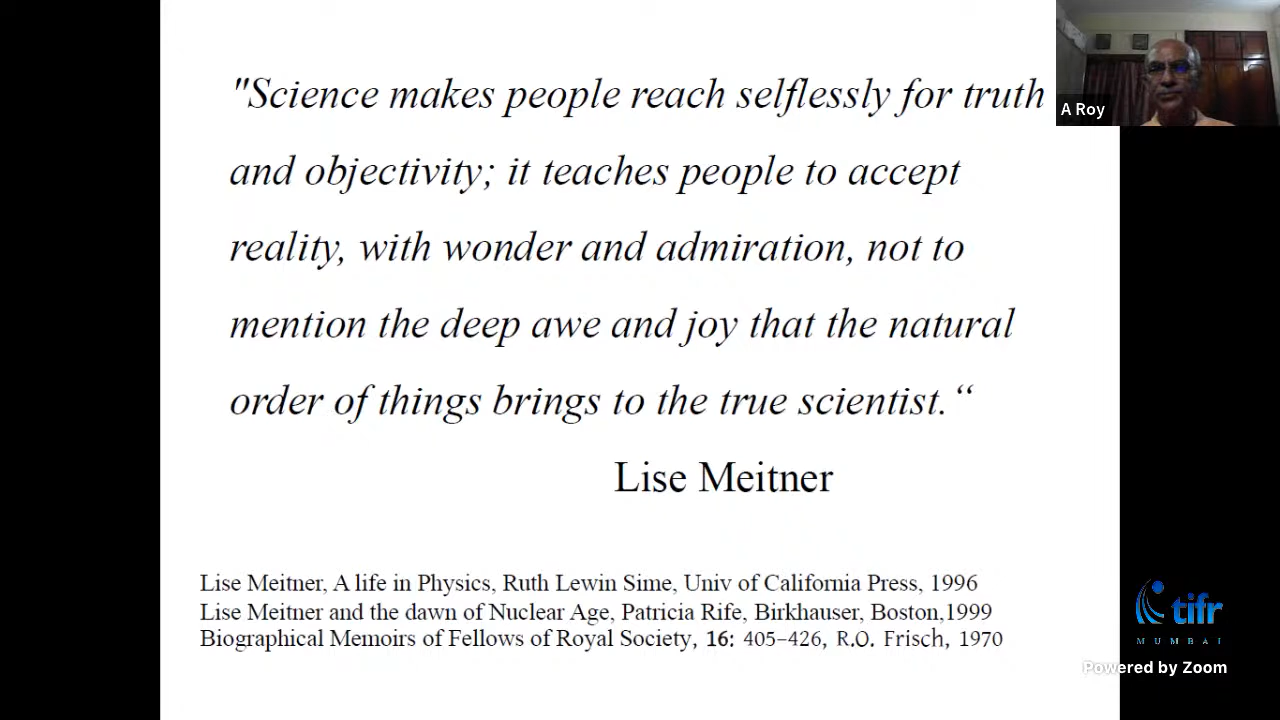 "Science makes people reach selflessly for truth
and objectivity; it teaches people to accept
reality, with wonder and admiration, not to
mention the deep awe and joy that the natural
order of things brings to the true scientist.“
Lise Meitner
Lise Meitner, A life in Physics, Ruth Lewin Sime, Univ of California Press, 1996
Lise Meitner and the dawn of Nuclear Age, Patricia Rife, Birkhauser, Boston,1999
Biographical Memoirs of Fellows of Royal Society, 16: 405–426, R.O. Frisch, 1970
A Roy
tifr
MUMBAI
Powered by Zoom